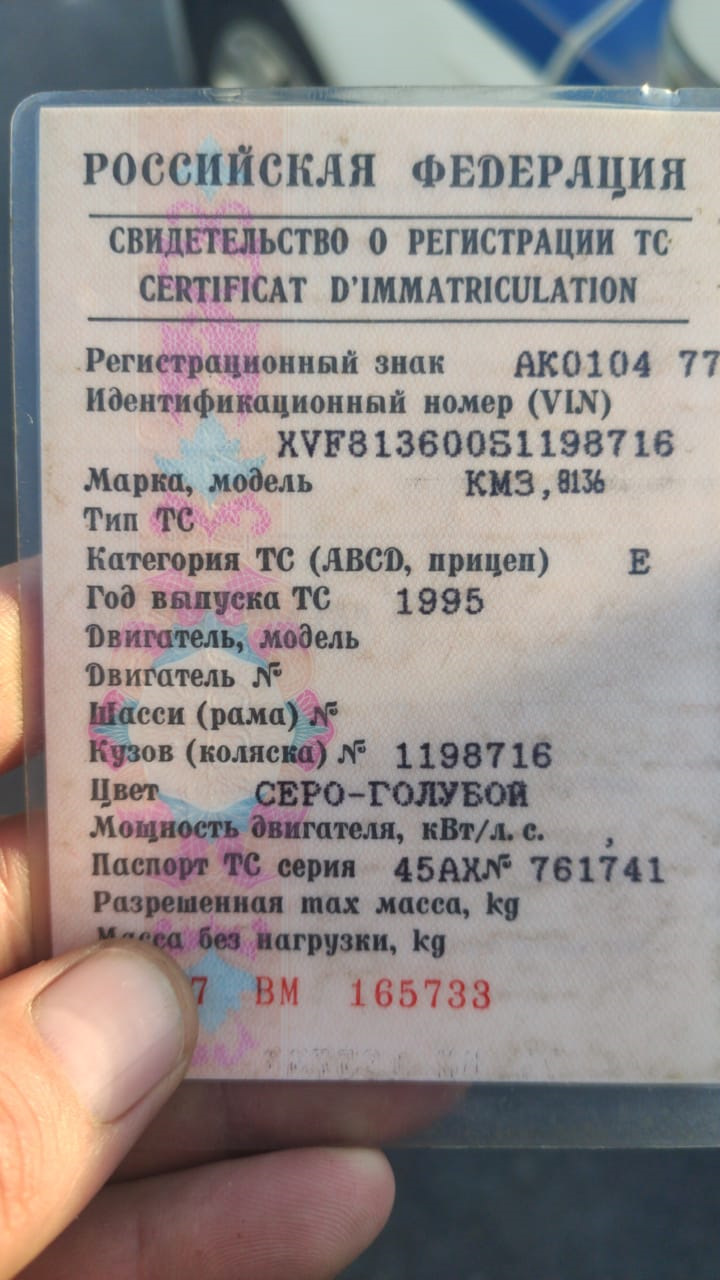 РОССИЙСКАЯ ФЕДЕРАЦИЯ
СВИДЕТЕЛЬСТВО О РЕГИСТРАЦИИ ТС
CERTIFICAT D'IMMATRICULATION
Регистрационный знак АК0104 77
Идентификационный номер (VIN)
XVF813600S1198716
Марка, модель КМЗ,8136
Тип ТС
Категория ТС (ABCD, прицеп) E
Год выпуска ТС 1995
Двигатель, модель
Двигатель №
Шасси (рама) №
Кузов (коляска) № 1198716
Цвет СЕРО-ГОЛУБОЙ
Мощность двигателя, кВт/л. с. ,
Паспорт ТС серия 45АХ№ 761741
Разрешенная max масса, kg
Масса без нагрузки, kg
7 ВМ 165733